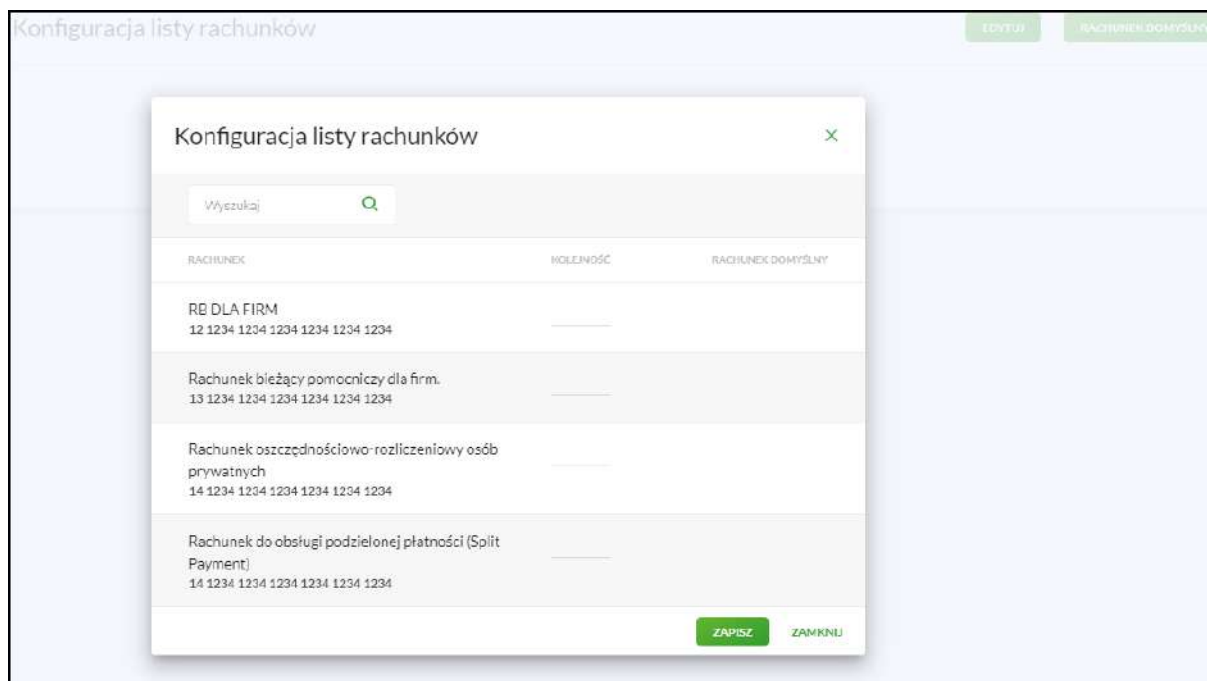 Konfiguracja listy rachunków
EDYTUJ RACHUNEK DOMYŚLNY
Konfiguracja listy rachunków
Wyszukaj
RACHUNEK KOLEJNOŚĆ RACHUNEK DOMYŚLNY
RB DLA FIRM
12 1234 1234 1234 1234 1234 1234
Rachunek bieżący pomocniczy dla firm.
13 1234 1234 1234 1234 1234 1234
Rachunek oszczędnościowo-rozliczeniowy osób
prywatnych
14 1234 1234 1234 1234 1234 1234
Rachunek do obsługi podzielonej płatności (Split
Payment)
14 1234 1234 1234 1234 1234 1234
ZAPISZ ZAMKNIJ